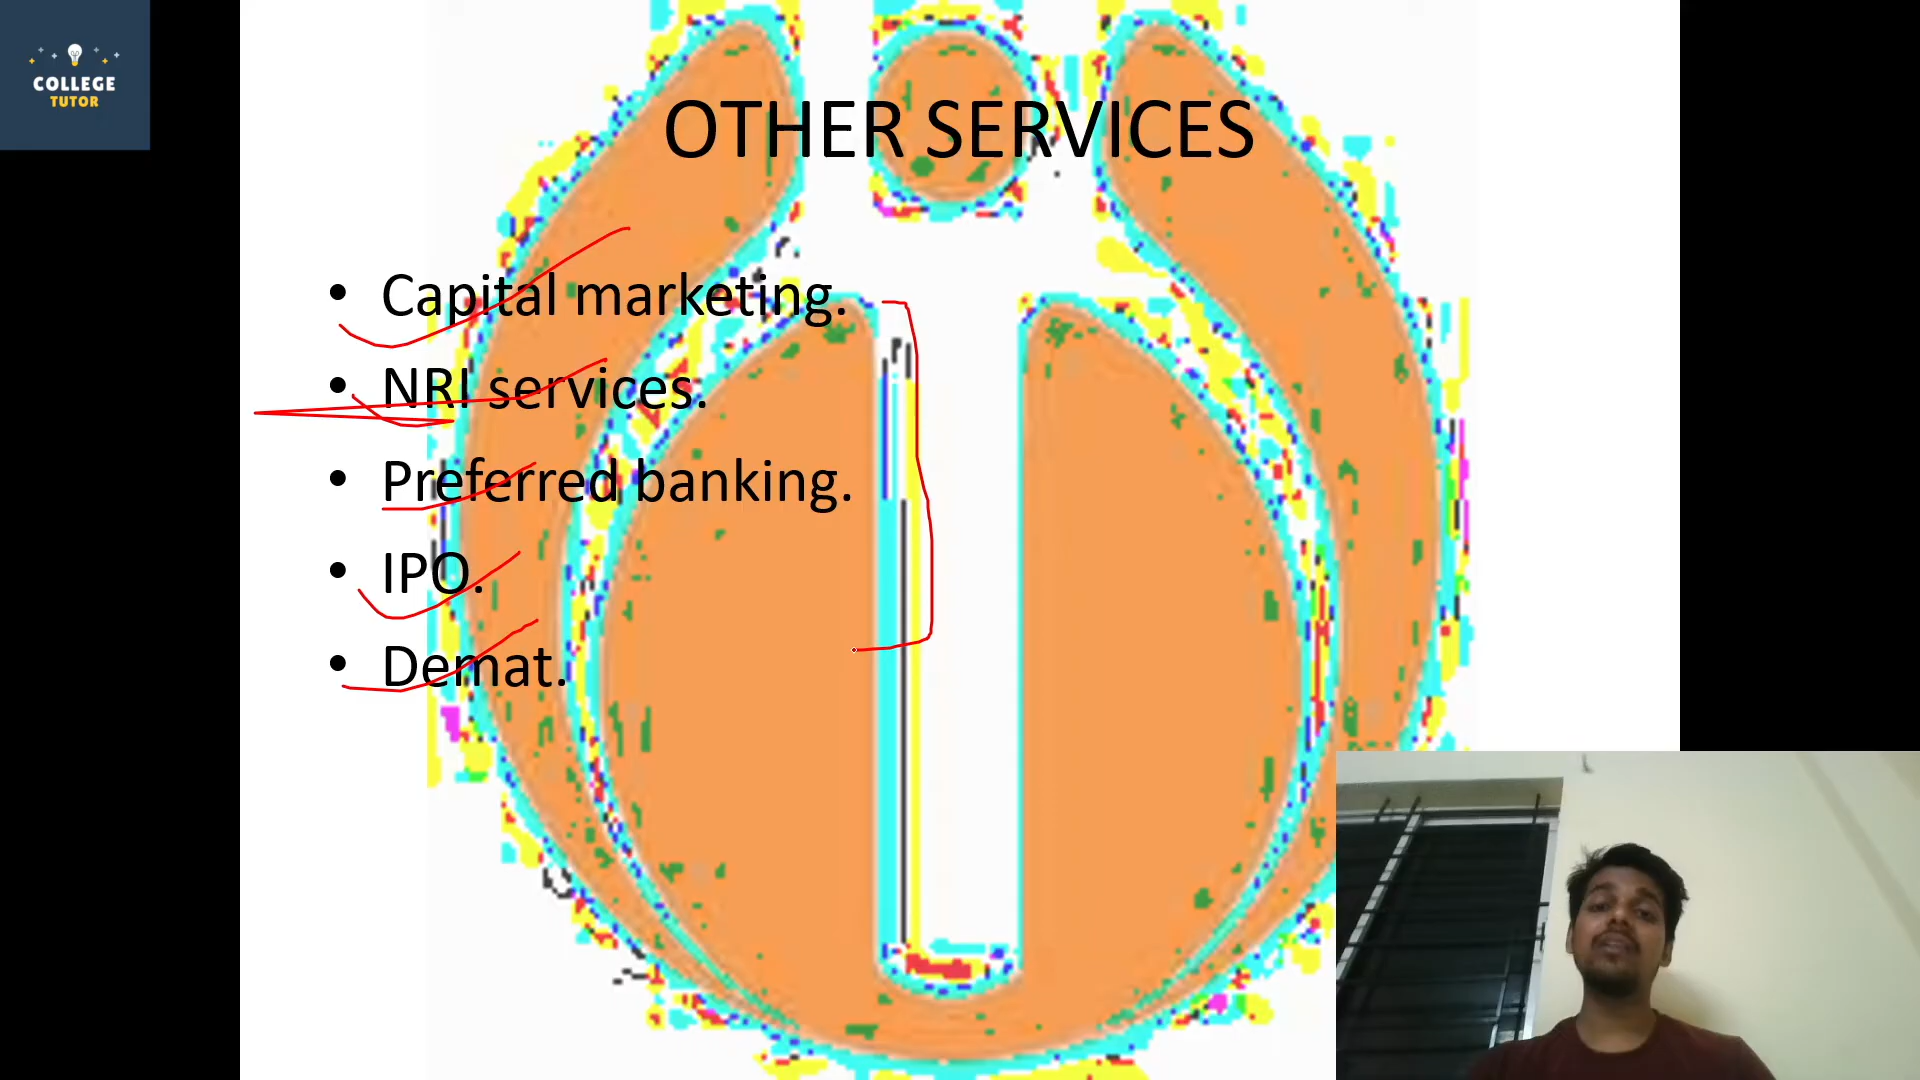 COLLEGE
TUTOR
OTHER SERVICES
• Capital marketing.
• NRI services.
• Preferred banking.
• IPO.
• Demat.